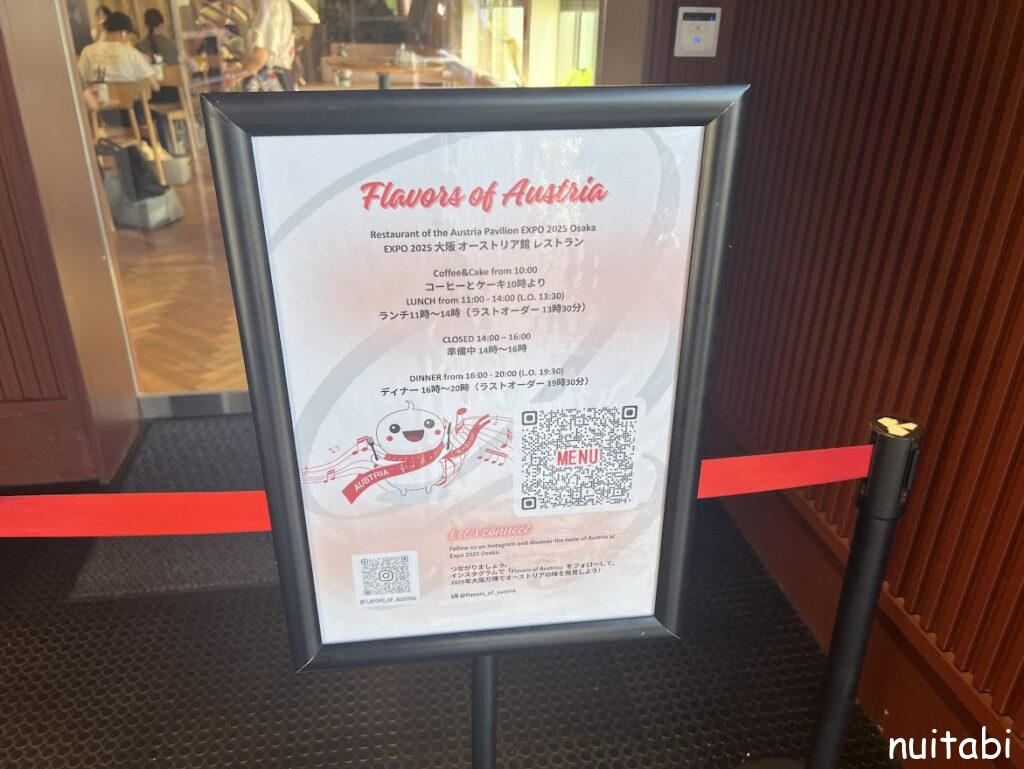 Flavors of Austria
Restaurant of the Austria Pavilion EXPO 2025 Osaka
EXPO 2025 大阪 オーストリア館 レストラン
Coffee&Cake from 10:00
コーヒーとケーキ10時より
LUNCH from 11:00 - 14:00 (L.O. 13:30)
ランチ11時～14時（ラストオーダー 13時30分）
CLOSED 14:00 – 16:00
準備中 14時～16時
DINNER from 16:00 - 20:00 (L.O. 19:30)
ディナー 16時～20時（ラストオーダー 19時30分）
AUSTRIA
MENU
Let's connect
Follow us on Instagram and discover the taste of Austria at
Expo 2025 Osaka.
つながりましょう。
インスタグラムで「Flavors of Austria」をフォローして、
2025年大阪万博でオーストリアの味を発見しよう！
@flavors_of_austria
@FLAVORS_OF_AUSTRIA
nuitabi